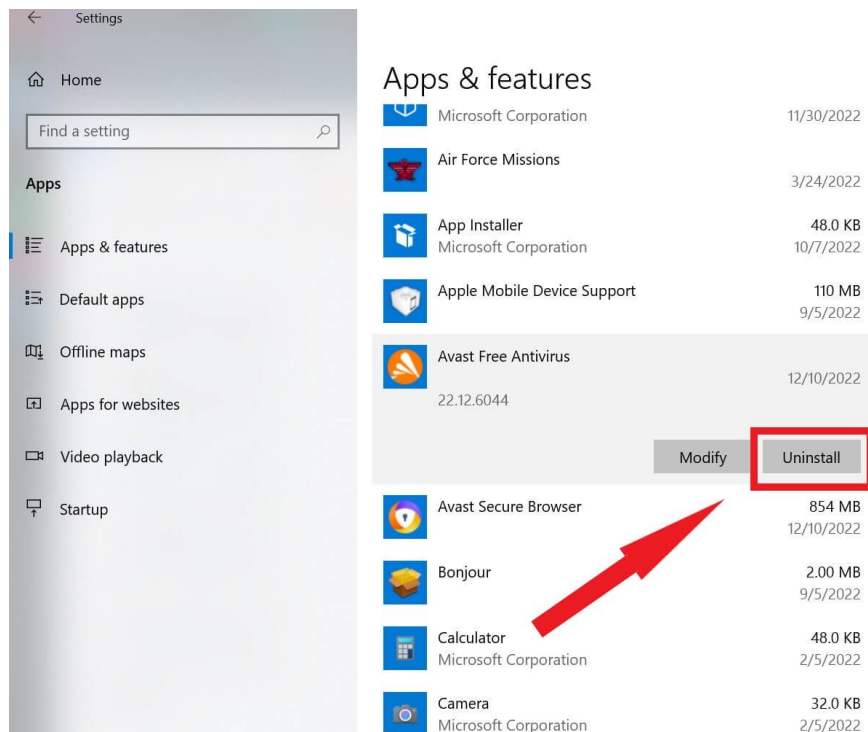 Settings
Home
Find a setting
Apps
Apps & features
Default apps
Offline maps
Apps for websites
Video playback
Startup
Apps & features
Microsoft Corporation 11/30/2022
Air Force Missions
3/24/2022
App Installer 48.0 KB
Microsoft Corporation 10/7/2022
Apple Mobile Device Support 110 MB
9/5/2022
Avast Free Antivirus
12/10/2022
22.12.6044
Modify Uninstall
Avast Secure Browser 854 MB
12/10/2022
Bonjour 2.00 MB
9/5/2022
Calculator 48.0 KB
Microsoft Corporation 2/5/2022
Camera 32.0 KB
Microsoft Corporation 2/5/2022